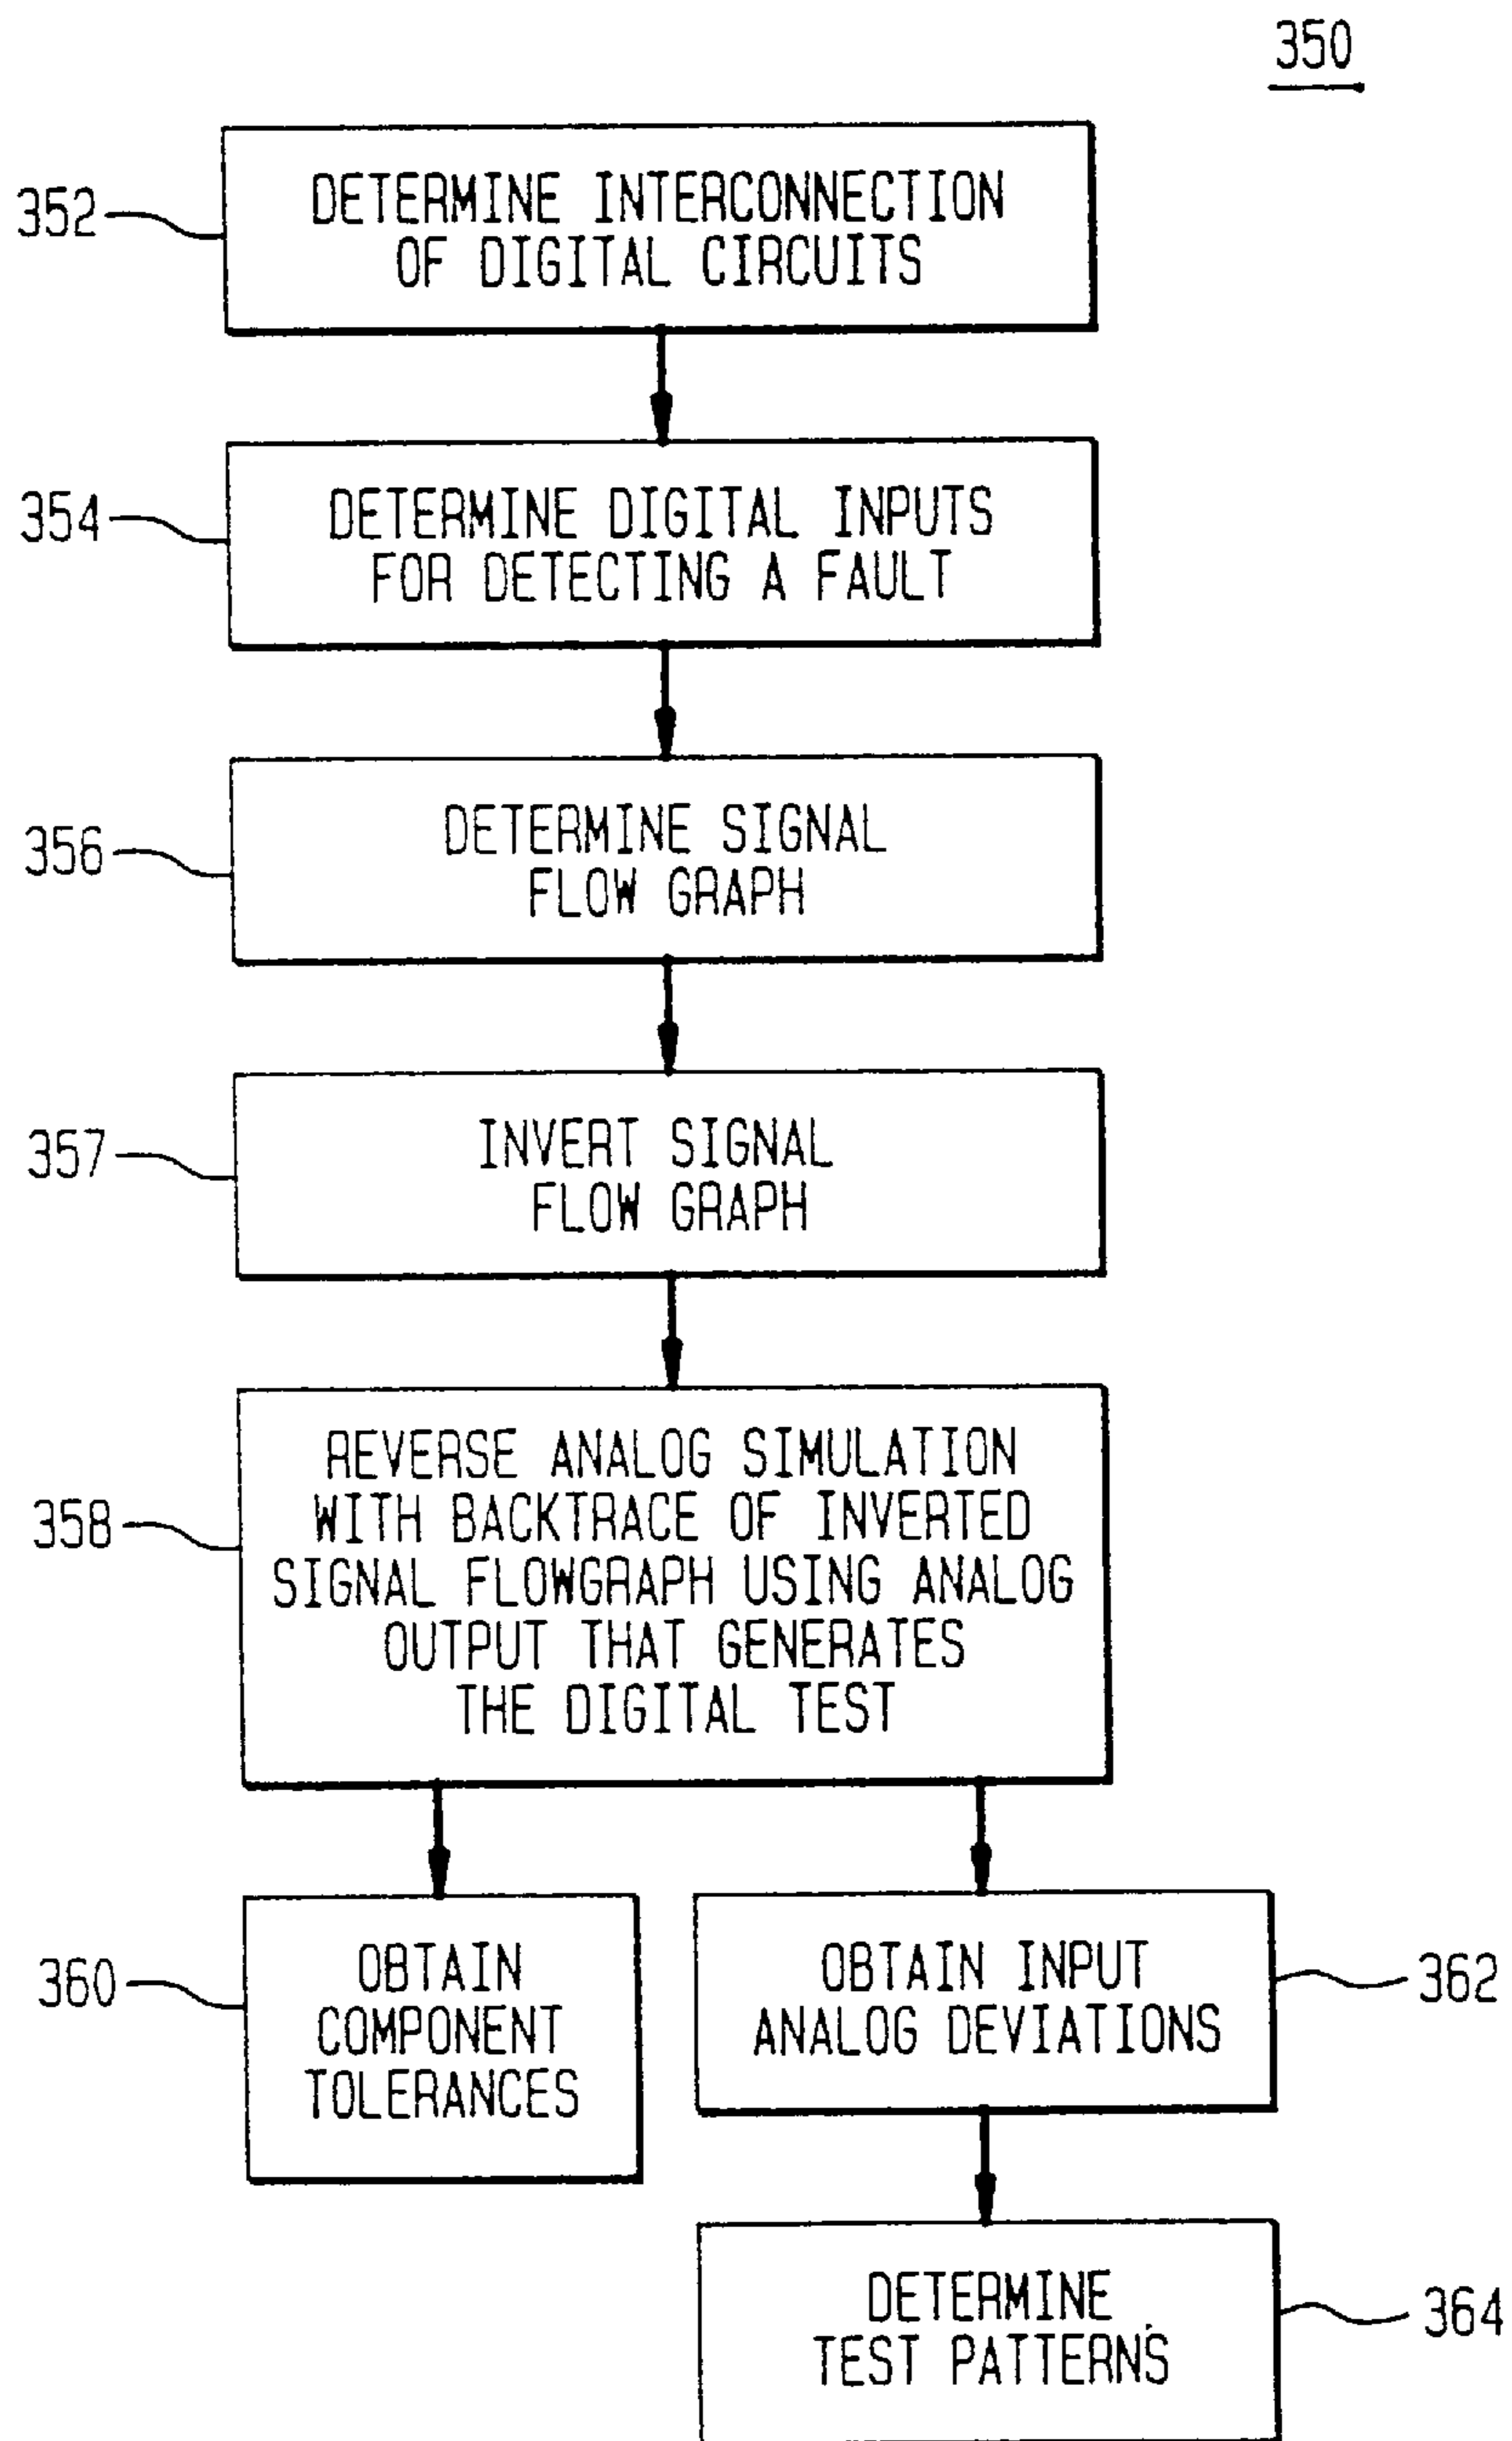 350
352
DETERMINE INTERCONNECTION
OF DIGITAL CIRCUITS
354
DETERMINE DIGITAL INPUTS
FOR DETECTING A FAULT
356
DETERMINE SIGNAL
FLOW GRAPH
357
INVERT SIGNAL
FLOW GRAPH
358
REVERSE ANALOG SIMULATION
WITH BACKTRACE OF INVERTED
SIGNAL FLOWGRAPH USING ANALOG
OUTPUT THAT GENERATES
THE DIGITAL TEST
360
OBTAIN
COMPONENT
TOLERANCES
OBTAIN INPUT
ANALOG DEVIATIONS
362
DETERMINE
TEST PATTERNS
364